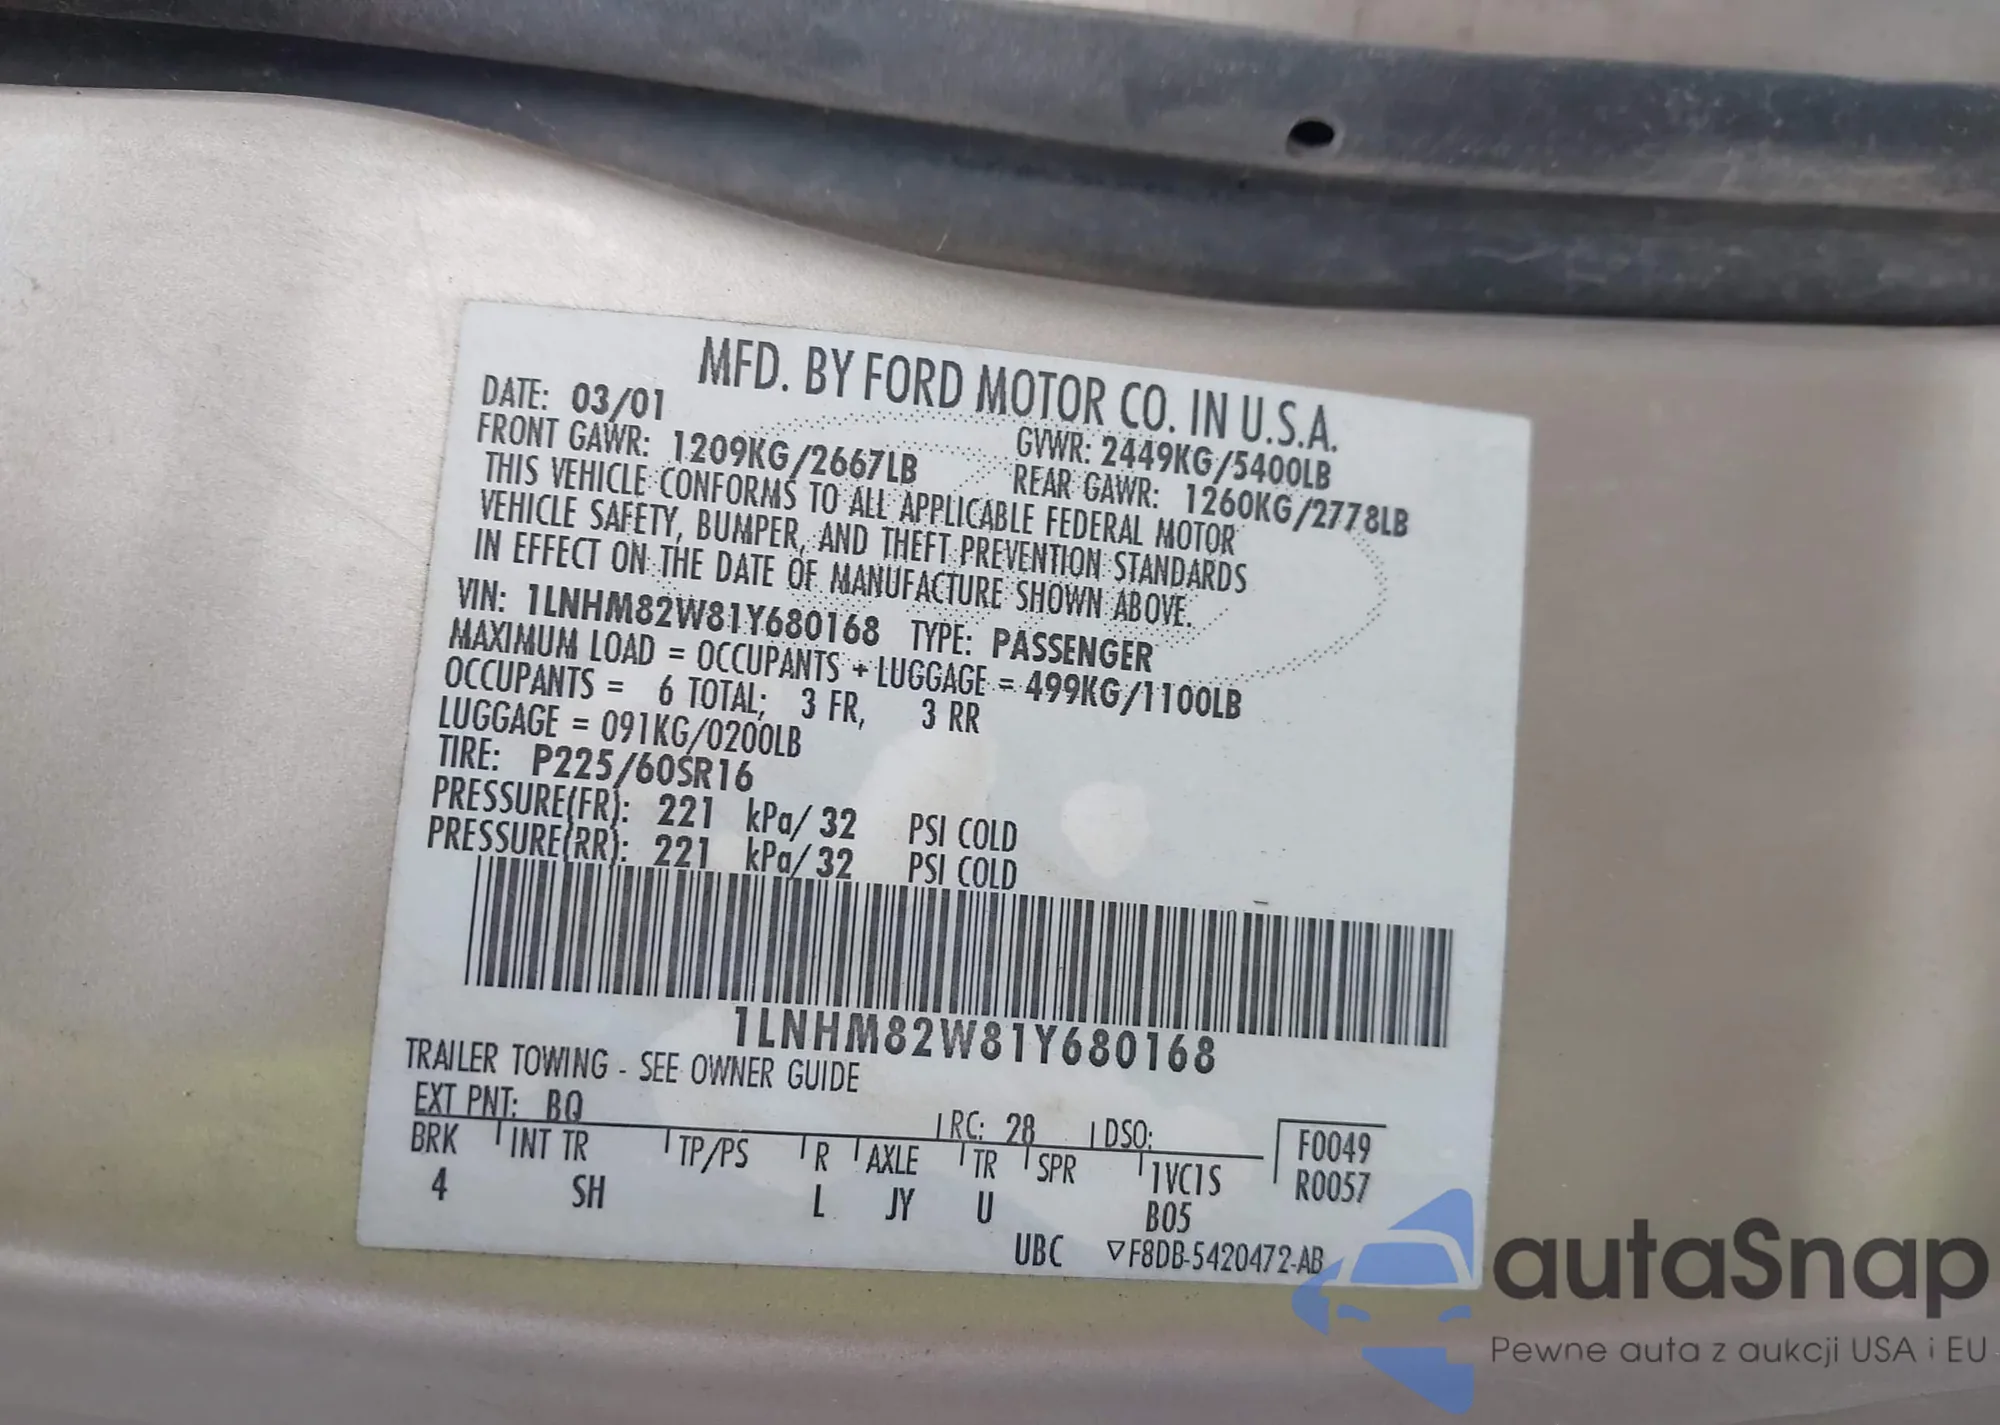 MFD. BY FORD MOTOR CO. IN U.S.A.
DATE: 03/01 GVWR: 2449KG/5400LB
FRONT GAWR: 1209KG/2667LB REAR GAWR: 1260KG/2778LB
THIS VEHICLE CONFORMS TO ALL APPLICABLE FEDERAL MOTOR
VEHICLE SAFETY, BUMPER, AND THEFT PREVENTION STANDARDS
IN EFFECT ON THE DATE OF MANUFACTURE SHOWN ABOVE.
VIN: 1LNHM82W81Y680168 TYPE: PASSENGER
MAXIMUM LOAD = OCCUPANTS + LUGGAGE = 499KG/1100LB
OCCUPANTS = 6 TOTAL; 3 FR, 3 RR
LUGGAGE = 091KG/0200LB
TIRE: P225/60SR16
PRESSURE(FR): 221 kPa/ 32 PSI COLD
PRESSURE(RR): 221 kPa/ 32 PSI COLD
1LNHM82W81Y680168
TRAILER TOWING - SEE OWNER GUIDE
EXT PNT: BQ RC: 28 DSO: F0049
BRK INT TR TP/PS R AXLE TR SPR 1VC1S R0057
4 SH L JY U B05
UBC ▽F8DB-5420472-AB
autaSnap
Pewne auta z aukcji USA i EU